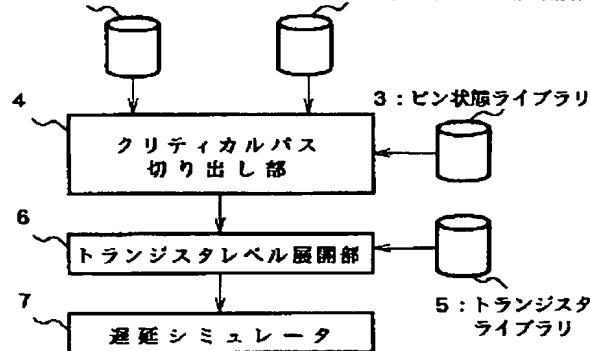 4
3：ピン状態ライブラリ
クリティカルパス
切り出し部
6
トランジスタレベル展開部
7
5：トランジスタ
ライブラリ
遅延シミュレータ